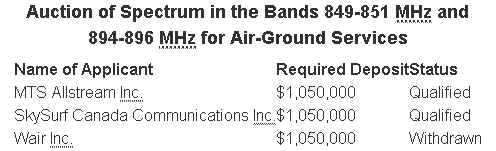 Auction of Spectrum in the Bands 849-851 MHz and
894-896 MHz for Air-Ground Services
Name of Applicant Required Deposit Status
MTS Allstream Inc. $1,050,000 Qualified
SkySurf Canada Communications Inc. $1,050,000 Qualified
Wair Inc. $1,050,000 Withdrawn